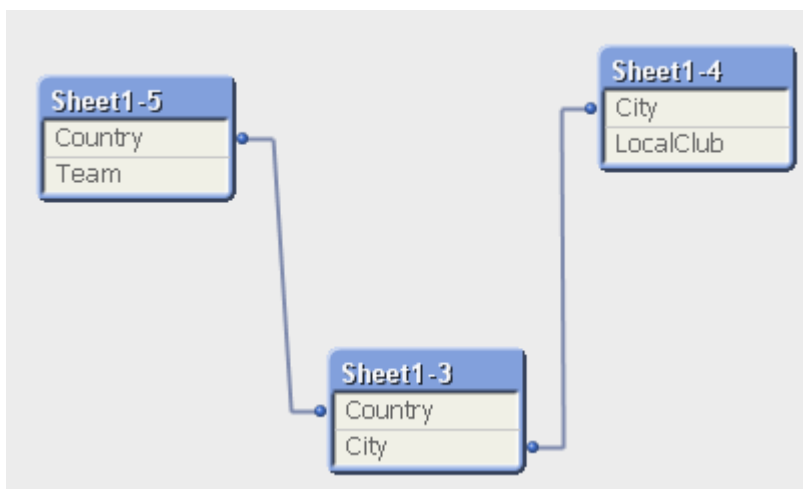 Sheet1-5
Country
Team
Sheet1-4
City
LocalClub
Sheet1-3
Country
City